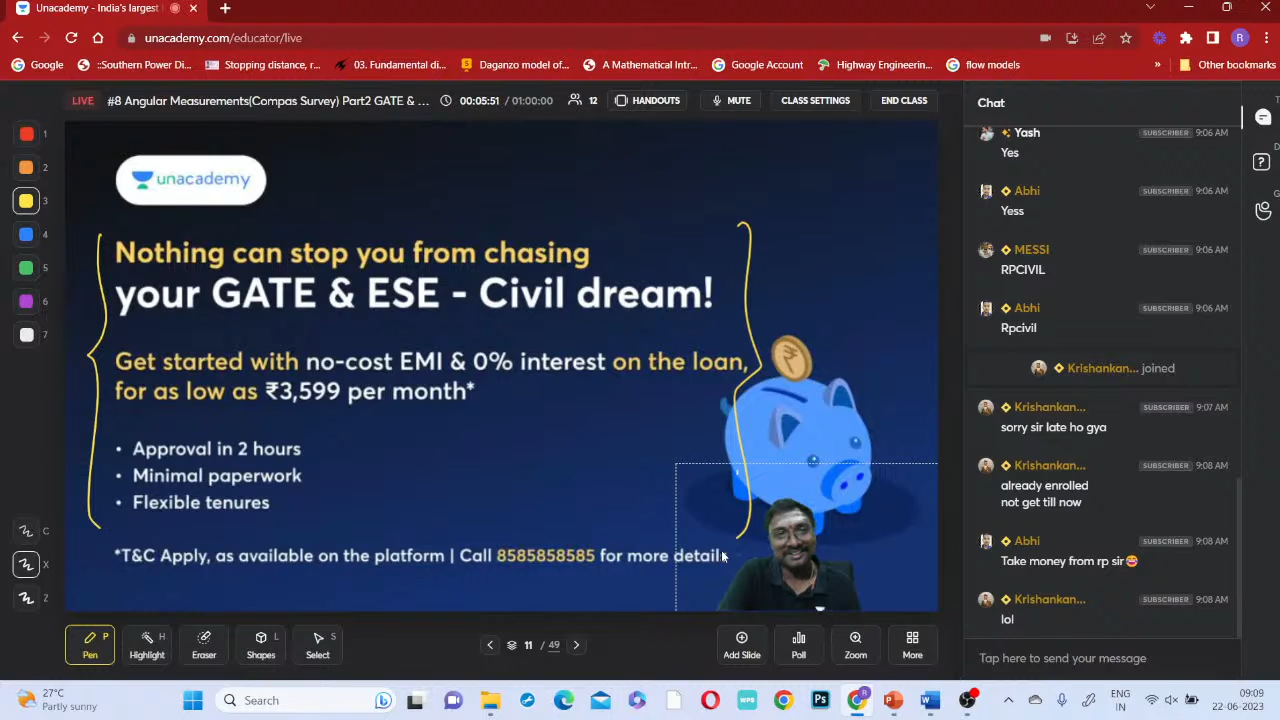 Unacademy - India's largest
unacademy.com/educator/live
Google
::Southern Power Di...
Stopping distance, r...
03. Fundamental di...
Daganzo model of...
A Mathematical Intr...
Google Account
Highway Engineerin...
flow models
»
Other bookmarks
R
LIVE
#8 Angular Measurements(Compas Survey) Part2 GATE & ...
00:05:51 / 01:00:00
12
HANDOUTS
MUTE
CLASS SETTINGS
END CLASS
1
2
3
4
5
6
7
C
X
Z
unacademy
Nothing can stop you from chasing
your GATE & ESE - Civil dream!
Get started with no-cost EMI & 0% interest on the loan,
for as low as ₹3,599 per month*
• Approval in 2 hours
• Minimal paperwork
• Flexible tenures
*T&C Apply, as available on the platform | Call 8585858585 for more detail
₹
Chat
Yash SUBSCRIBER 9:06 AM
Yes
Abhi SUBSCRIBER 9:06 AM
Yess
MESSI SUBSCRIBER 9:06 AM
RPCIVIL
Abhi SUBSCRIBER 9:06 AM
Rpcivil
Krishankan... joined
Krishankan... SUBSCRIBER 9:07 AM
sorry sir late ho gya
Krishankan... SUBSCRIBER 9:08 AM
already enrolled
not get till now
Abhi SUBSCRIBER 9:08 AM
Take money from rp sir😅
Krishankan... SUBSCRIBER 9:08 AM
lol
Tap here to send your message
Pen P
Highlight H
Eraser
Shapes L
Select S
11 / 49
Add Slide
Poll
Zoom
More
27°C
Partly sunny
Search
WPS
Ps
ENG
IN
09:09
22-06-2023